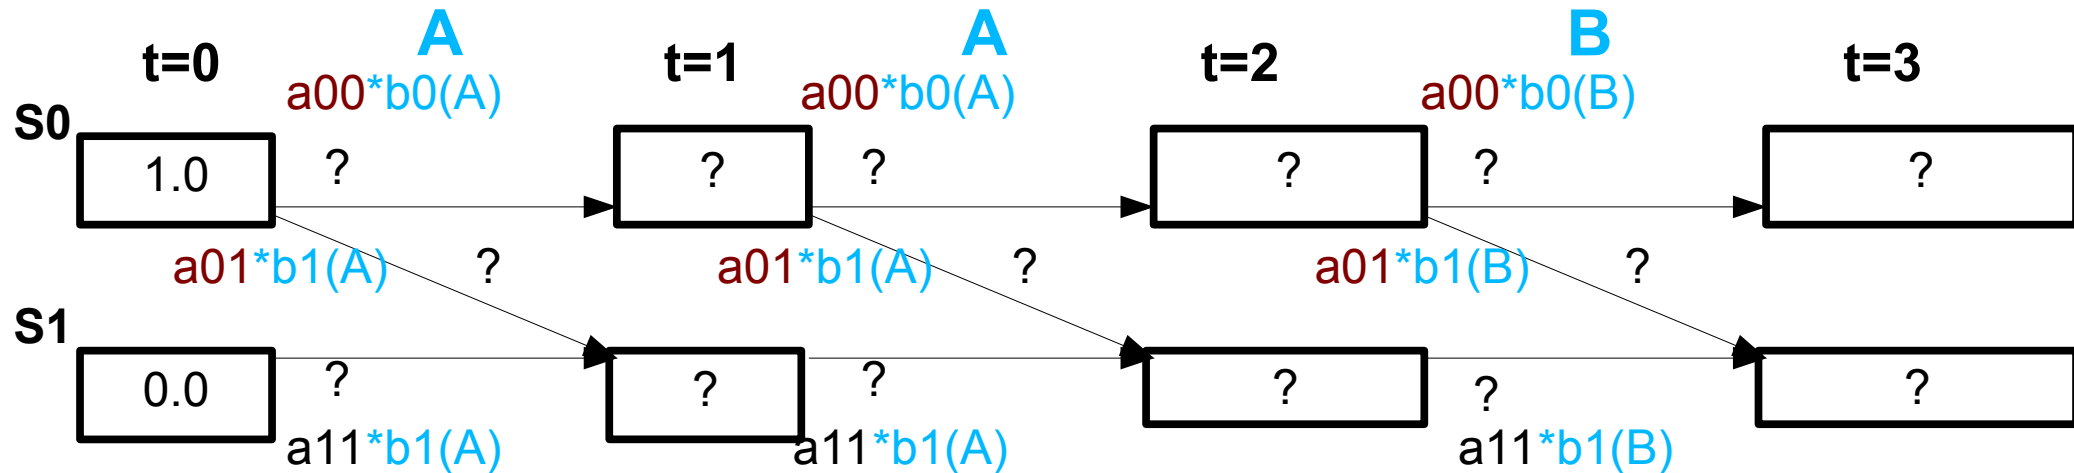 A A B
t=0 t=1 t=2 t=3
a00*b0(A) a00*b0(A) a00*b0(B)
S0
1.0 ? ? ? ? ? ?
a01*b1(A) ? a01*b1(A) ? a01*b1(B) ?
S1
0.0 ? ? ? ? ? ?
a11*b1(A) a11*b1(A) a11*b1(B)